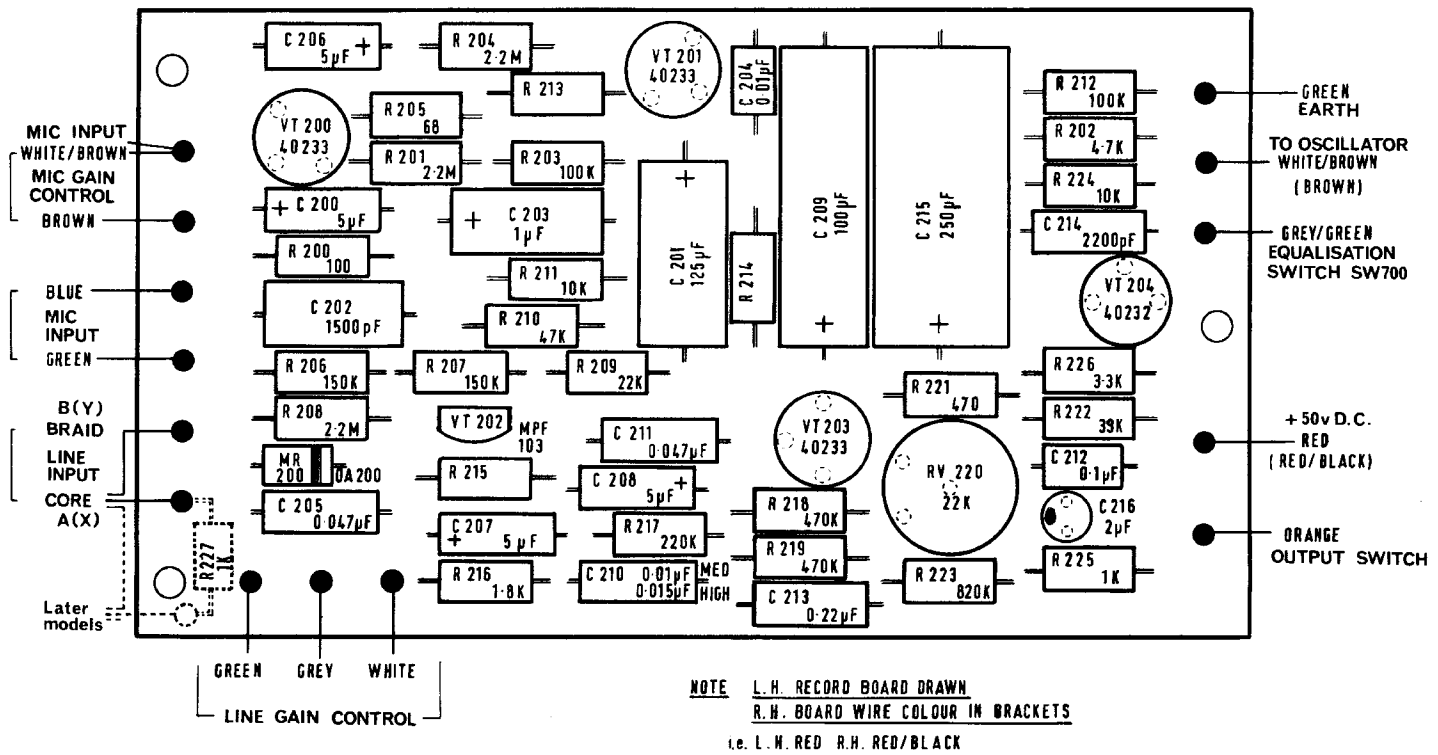 C 206
5µF +
R 204
2·2M
VT 201
40233
C 204
0·01µF
R 213
R 205
68
VT 200
40233
R 201
2·2M
R 203
100K
C 209
100µF
+
C 215
250µF
+
R 212
100K
R 202
4·7K
R 224
10K
C 214
2200pF
GREEN
EARTH
TO OSCILLATOR
WHITE/BROWN
(BROWN)
GREY/GREEN
EQUALISATION
SWITCH SW700
MIC INPUT
WHITE/BROWN
MIC GAIN
CONTROL
BROWN
+ C 200
5µF
+ C 203
1µF
+
C 201
125µF
R 214
R 200
100
R 211
10K
VT 204
40232
BLUE
MIC
INPUT
GREEN
C 202
1500pF
R 210
47K
R 206
150K
R 207
150K
R 209
22K
R 226
3·3K
R 221
470
B(Y)
BRAID
LINE
INPUT
CORE
A(X)
R 208
2·2M
VT 202
MPF
103
C 211
0·047µF
VT 203
40233
R 222
39K
+50v D.C.
RED
(RED/BLACK)
MR
200
OA200
R 215
C 208 +
5µF
RV 220
22K
C 212
0·1µF
C 205
0·047µF
C 207
+ 5µF
R 217
220K
R 218
470K
C 216
2µF
ORANGE
OUTPUT SWITCH
R 227
1K
R 216
1·8K
C 210 0·01µF MED
0·015µF HIGH
R 219
470K
R 223
820K
R 225
1K
C 213
0·22µF
Later
models
GREEN GREY WHITE
LINE GAIN CONTROL
NOTE L.H. RECORD BOARD DRAWN
R.H. BOARD WIRE COLOUR IN BRACKETS
i.e. L.H. RED R.H. RED/BLACK